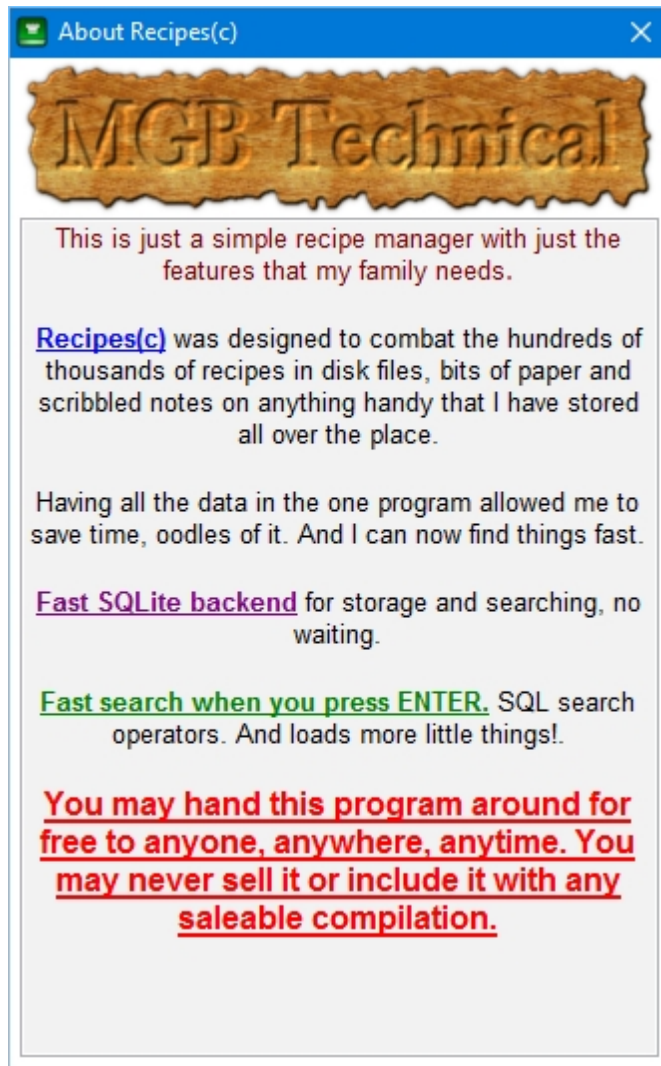 About Recipes(c)
MGB Technical
This is just a simple recipe manager with just the
features that my family needs.
Recipes(c) was designed to combat the hundreds of
thousands of recipes in disk files, bits of paper and
scribbled notes on anything handy that I have stored
all over the place.
Having all the data in the one program allowed me to
save time, oodles of it. And I can now find things fast.
Fast SQLite backend for storage and searching, no
waiting.
Fast search when you press ENTER. SQL search
operators. And loads more little things!.
You may hand this program around for
free to anyone, anywhere, anytime. You
may never sell it or include it with any
saleable compilation.